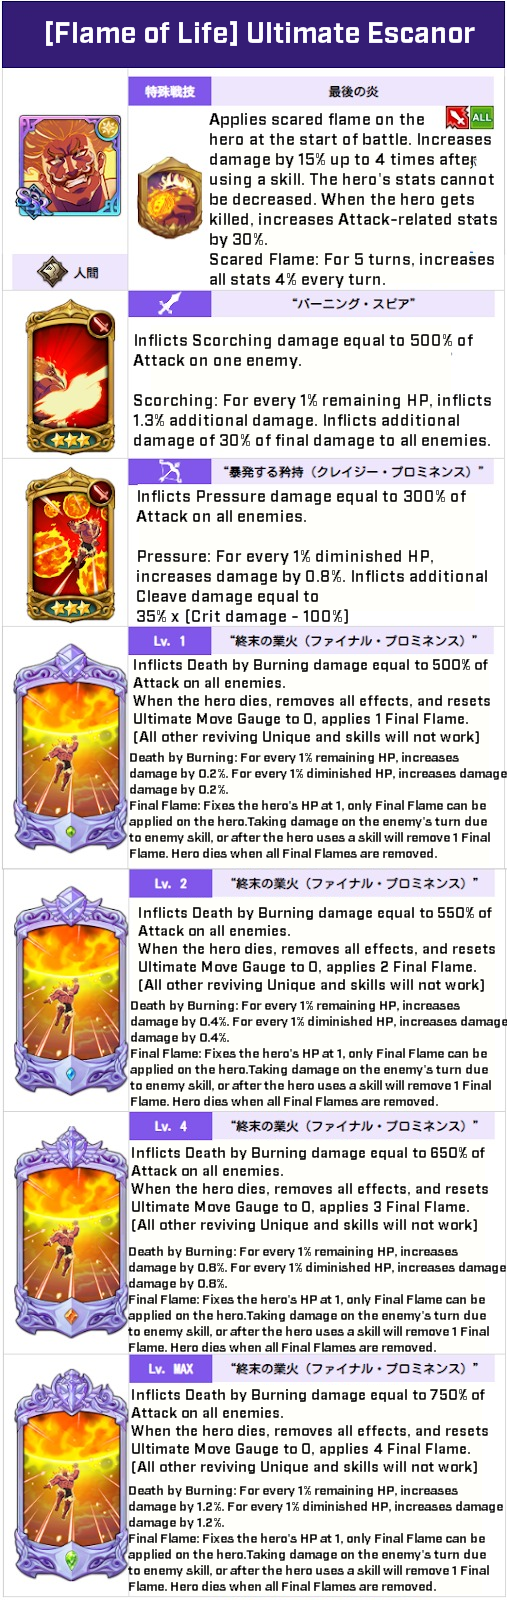 [Flame of Life] Ultimate Escanor
特殊戦技
最後の炎
ALL
Applies scared flame on the
hero at the start of battle. Increases
damage by 15% up to 4 times after
using a skill. The hero's stats cannot
be decreased. When the hero gets
killed, increases Attack-related stats
by 30%.
Scared Flame: For 5 turns, increases
all stats 4% every turn.
SSR
人間
“バーニング・スピア”
Inflicts Scorching damage equal to 500% of
Attack on one enemy.
Scorching: For every 1% remaining HP, inflicts
1.3% additional damage. Inflicts additional
damage of 30% of final damage to all enemies.
“暴発する矜持（クレイジー・プロミネンス）”
Inflicts Pressure damage equal to 300% of
Attack on all enemies.
Pressure: For every 1% diminished HP,
increases damage by 0.8%. Inflicts additional
Cleave damage equal to
35% x [Crit damage - 100%]
Lv. 1
“終末の業火（ファイナル・プロミネンス）”
Inflicts Death by Burning damage equal to 500% of
Attack on all enemies.
When the hero dies, removes all effects, and resets
Ultimate Move Gauge to 0, applies 1 Final Flame.
(All other reviving Unique and skills will not work)
Death by Burning: For every 1% remaining HP, increases
damage by 0.2%. For every 1% diminished HP, increases damage
damage by 0.2%.
Final Flame: Fixes the hero's HP at 1, only Final Flame can be
applied on the hero.Taking damage on the enemy's turn due
to enemy skill, or after the hero uses a skill will remove 1 Final
Flame. Hero dies when all Final Flames are removed.
Lv. 2
“終末の業火（ファイナル・プロミネンス）”
Inflicts Death by Burning damage equal to 550% of
Attack on all enemies.
When the hero dies, removes all effects, and resets
Ultimate Move Gauge to 0, applies 2 Final Flame.
(All other reviving Unique and skills will not work)
Death by Burning: For every 1% remaining HP, increases
damage by 0.4%. For every 1% diminished HP, increases damage
damage by 0.4%.
Final Flame: Fixes the hero's HP at 1, only Final Flame can be
applied on the hero.Taking damage on the enemy's turn due
to enemy skill, or after the hero uses a skill will remove 1 Final
Flame. Hero dies when all Final Flames are removed.
Lv. 4
“終末の業火（ファイナル・プロミネンス）”
Inflicts Death by Burning damage equal to 650% of
Attack on all enemies.
When the hero dies, removes all effects, and resets
Ultimate Move Gauge to 0, applies 3 Final Flame.
(All other reviving Unique and skills will not work)
Death by Burning: For every 1% remaining HP, increases
damage by 0.8%. For every 1% diminished HP, increases damage
damage by 0.8%.
Final Flame: Fixes the hero's HP at 1, only Final Flame can be
applied on the hero.Taking damage on the enemy's turn due
to enemy skill, or after the hero uses a skill will remove 1 Final
Flame. Hero dies when all Final Flames are removed.
Lv. MAX
“終末の業火（ファイナル・プロミネンス）”
Inflicts Death by Burning damage equal to 750% of
Attack on all enemies.
When the hero dies, removes all effects, and resets
Ultimate Move Gauge to 0, applies 4 Final Flame.
(All other reviving Unique and skills will not work)
Death by Burning: For every 1% remaining HP, increases
damage by 1.2%. For every 1% diminished HP, increases damage
damage by 1.2%.
Final Flame: Fixes the hero's HP at 1, only Final Flame can be
applied on the hero.Taking damage on the enemy's turn due
to enemy skill, or after the hero uses a skill will remove 1 Final
Flame. Hero dies when all Final Flames are removed.